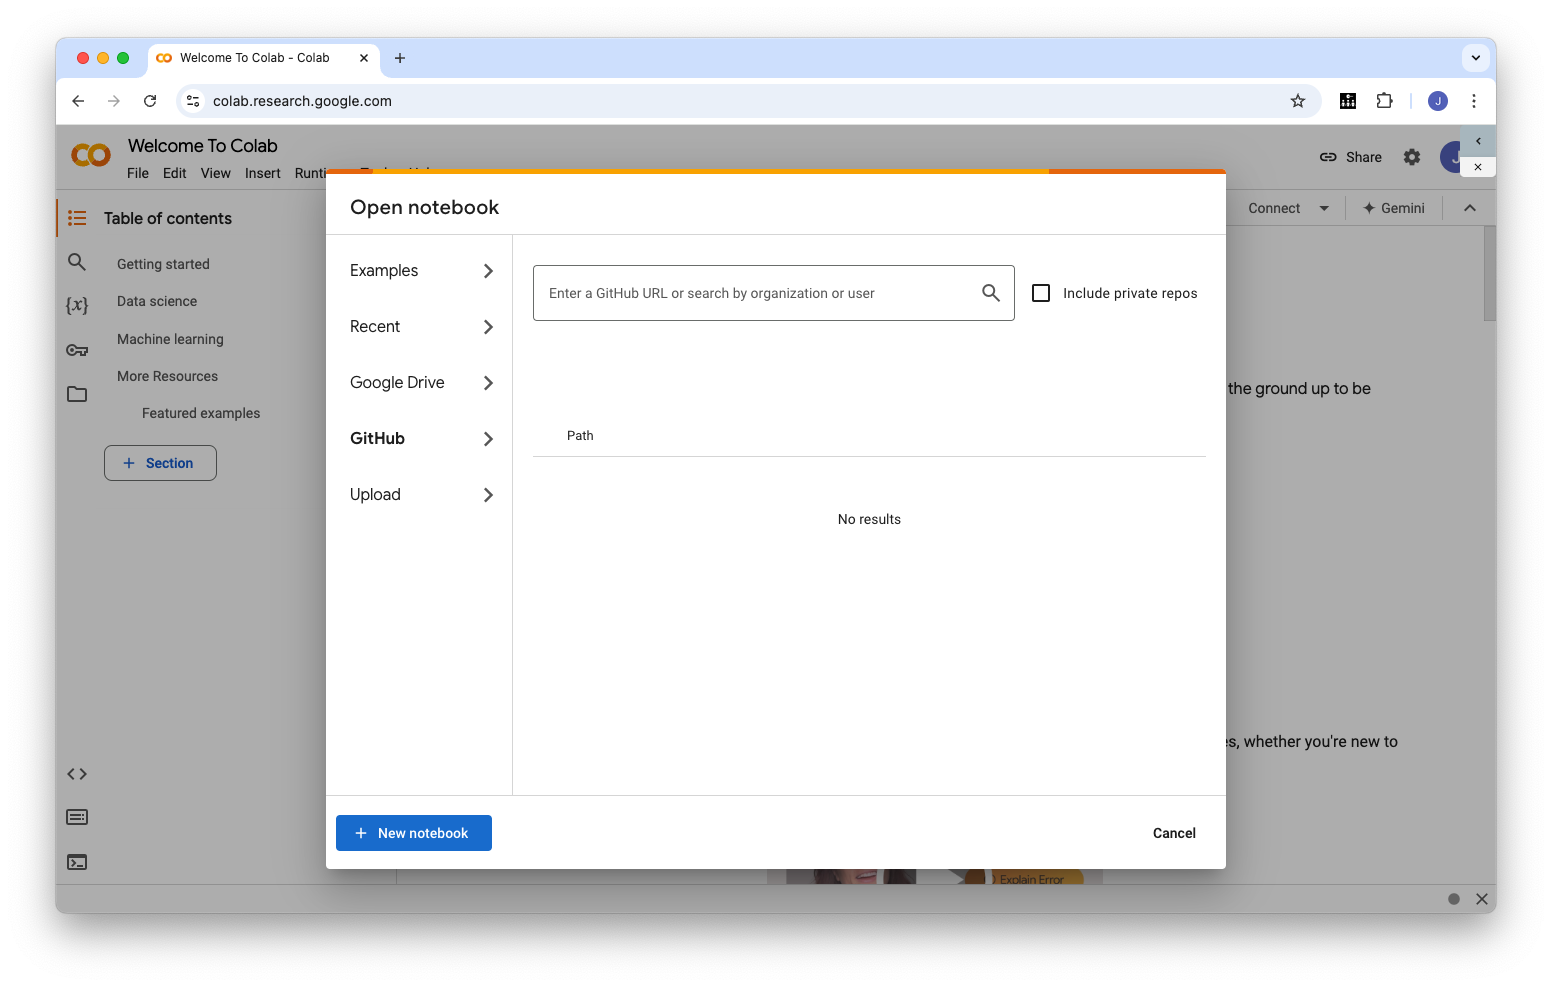 Welcome To Colab - Colab
colab.research.google.com
J
Welcome To Colab
File Edit View Insert
Share
Table of contents
Connect
Gemini
Getting started
Data science
Machine learning
More Resources
Featured examples
+ Section
Open notebook
Examples
Recent
Google Drive
GitHub
Upload
Enter a GitHub URL or search by organization or user
Include private repos
Path
No results
the ground up to be
whether you're new to
+ New notebook
Cancel
Explain Error